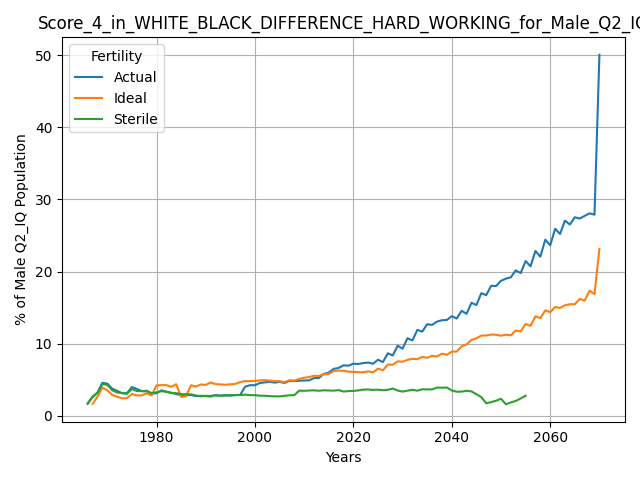 Score_4_in_WHITE_BLACK_DIFFERENCE_HARD_WORKING_for_Male_Q2_IQ
Fertility
Actual
Ideal
Sterile
% of Male Q2_IQ Population
50
40
30
20
10
0
1980 2000 2020 2040 2060
Years